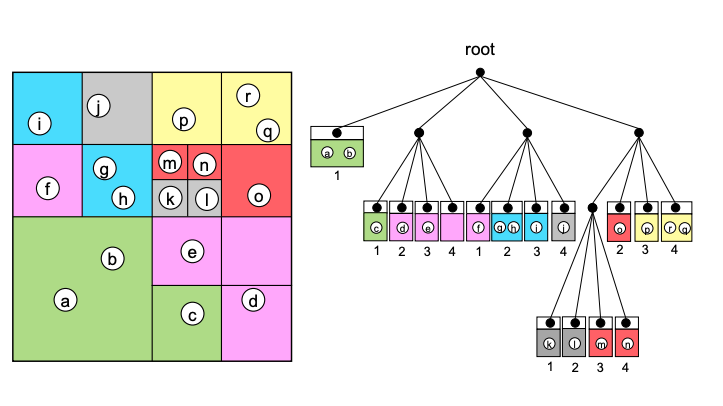 root
r
j
p
i
q
m n
g
f
h
k l
o
b
e
a
d
c
a b
1
c d e f g h i j o p r q
1 2 3 4 1 2 3 4 2 3 4
k l m n
1 2 3 4